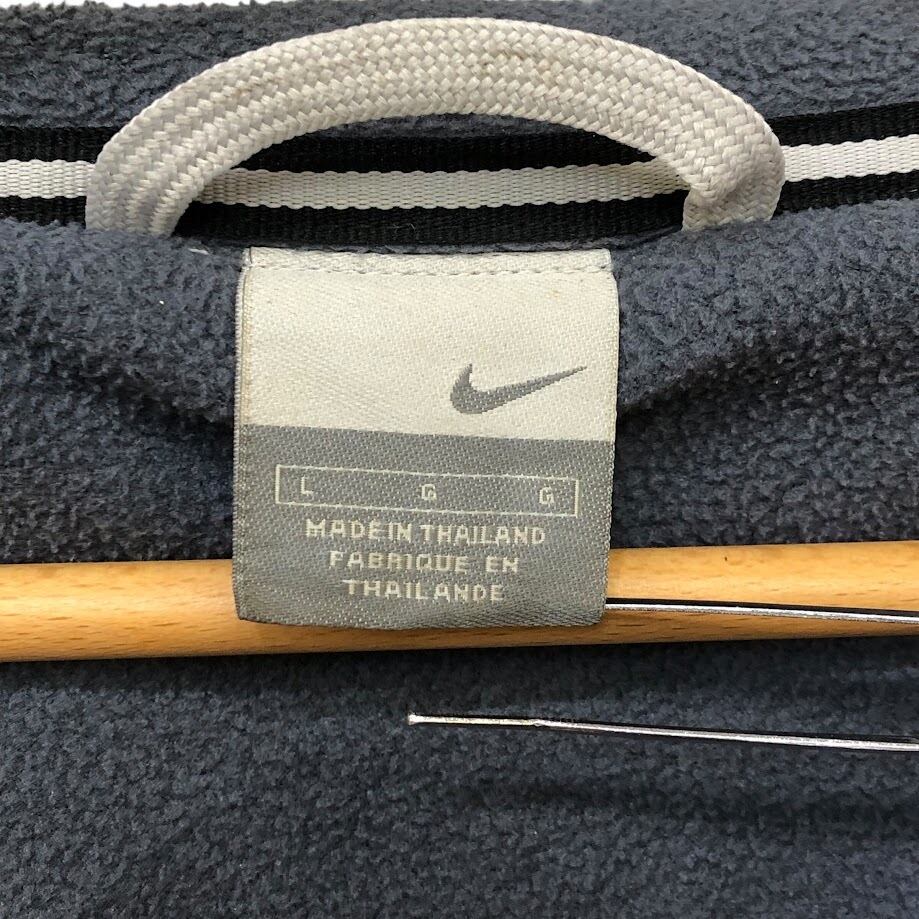 L G G
MADE IN THAILAND
FABRIQUE EN
THAILANDE